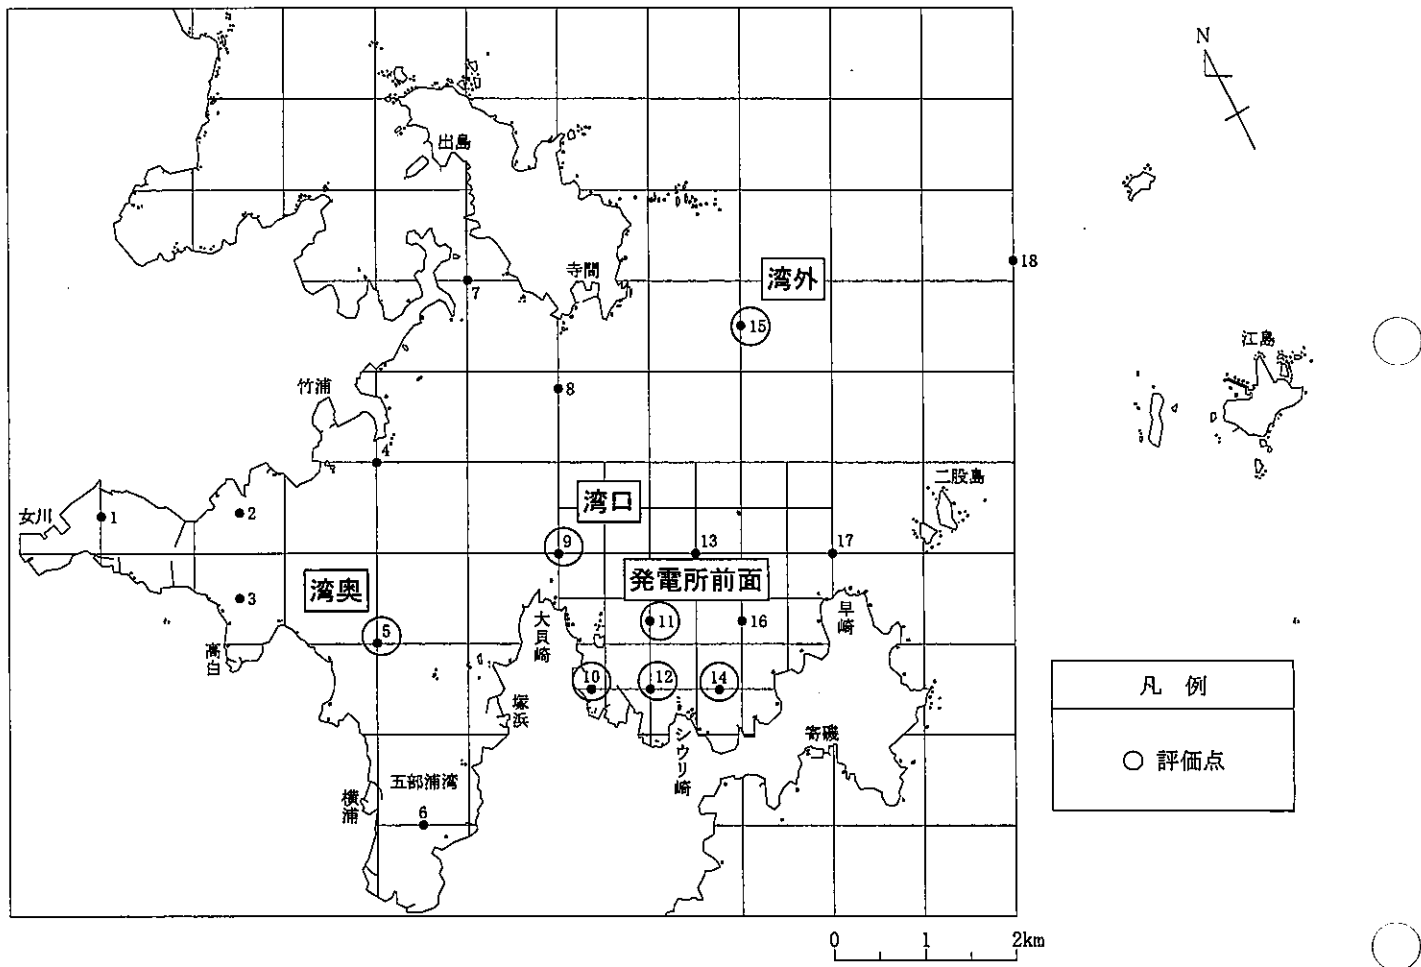 N
出島
寺間
湾外
18
7
15
江島
竹浦
8
4
二股島
湾口
女川
1
2
9
13
17
発電所前面
湾奥
3
5
大貝崎
11
16
早崎
高白
10
12
14
塚浜
シウリ崎
寄磯
凡 例
○ 評価点
五部浦湾
横浦
6
0 1 2km